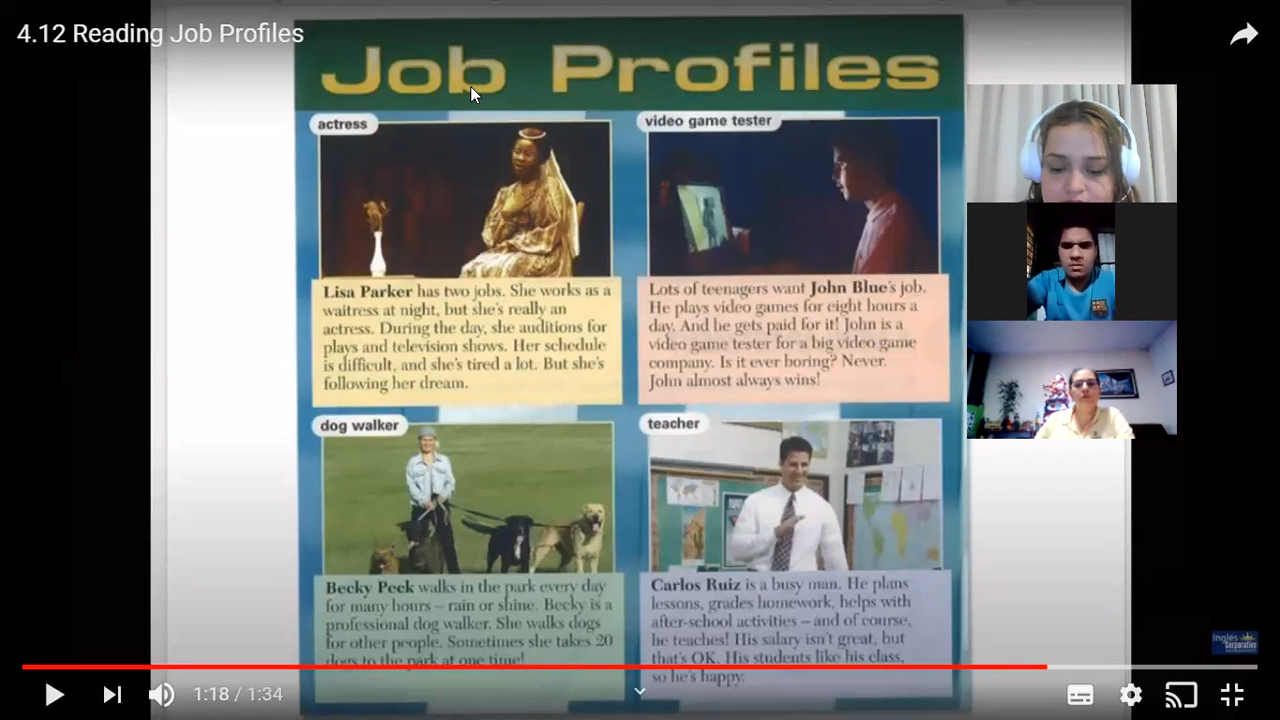 4.12 Reading Job Profiles
Job Profiles
actress
Lisa Parker has two jobs. She works as a
waitress at night, but she's really an
actress. During the day, she auditions for
plays and television shows. Her schedule
is difficult, and she's tired a lot. But she's
following her dream.
video game tester
Lots of teenagers want John Blue's job.
He plays video games for eight hours a
day. And he gets paid for it! John is a
video game tester for a big video game
company. Is it ever boring? Never.
John almost always wins!
dog walker
Becky Peek walks in the park every day
for many hours – rain or shine. Becky is a
professional dog walker. She walks dogs
for other people. Sometimes she takes 20
dogs to the park at one time!
teacher
Carlos Ruiz is a busy man. He plans
lessons, grades homework, helps with
after-school activities – and of course,
he teaches! His salary isn't great, but
that's OK. His students like his class,
so he's happy.
Inglés
Corporativo
1:18 / 1:34